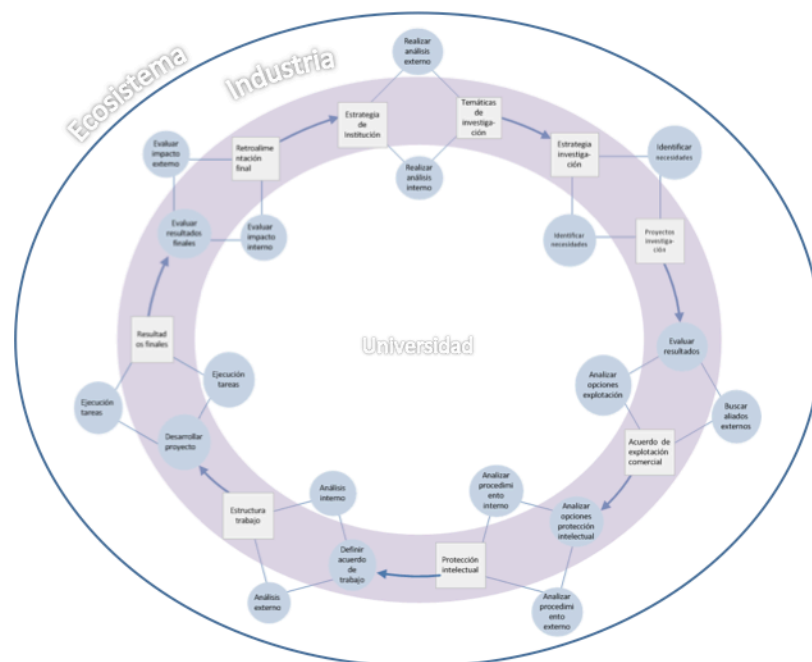 Ecosistema
Industria
Realizar
análisis
externo
Estrategia
de
Institución
Temáticas
de
investiga-
ción
Realizar
análisis
interno
Estrategia
investiga-
ción
Identificar
necesidades
Identificar
necesidades
Proyectos
investiga-
ción
Evaluar
resultados
Analizar
opciones
explotación
Buscar
aliados
externos
Acuerdo de
explotación
comercial
Analizar
opciones
protección
intelectual
Analizar
procedimi
ento
interno
Analizar
procedimi
ento
externo
Protección
intelectual
Definir
acuerdo
de
trabajo
Análisis
interno
Análisis
externo
Estructura
trabajo
Desarrollar
proyecto
Ejecución
tareas
Ejecución
tareas
Resultad
os finales
Evaluar
resultados
finales
Evaluar
impacto
externo
Evaluar
impacto
interno
Retroalime
ntación
final
Universidad